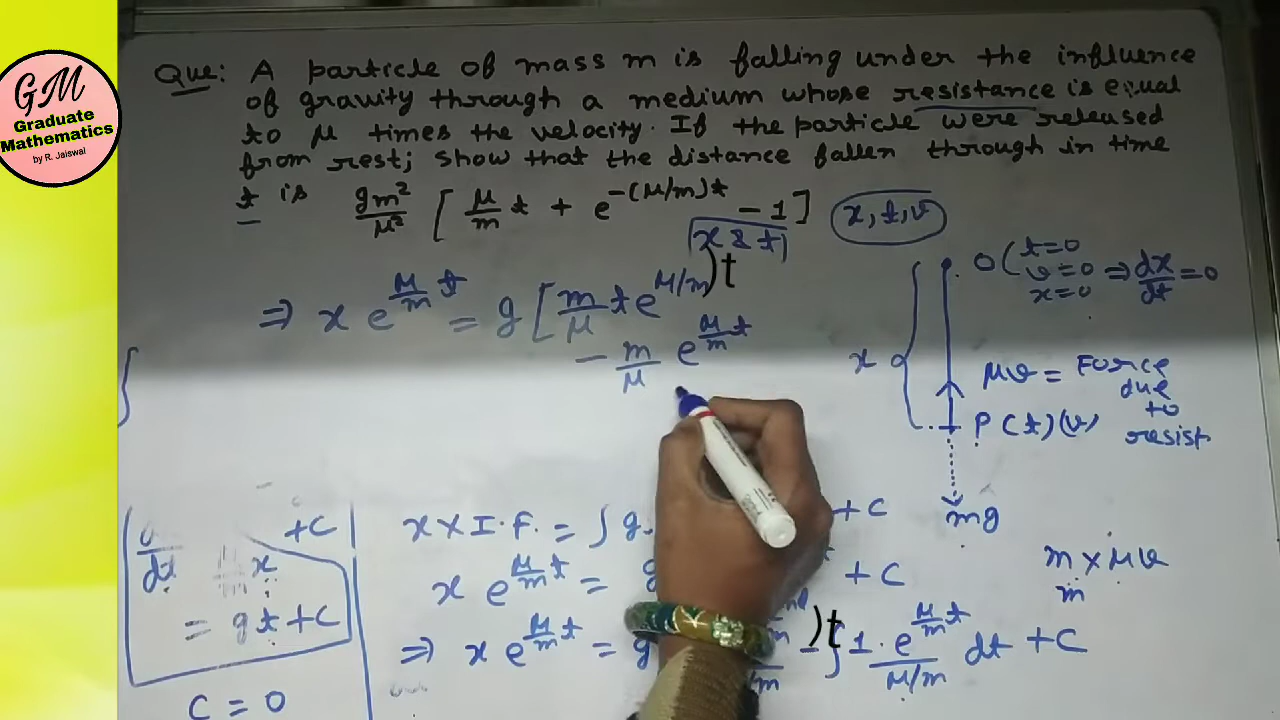 GM
Graduate
Mathematics
by R. Jaiswal
Que: A particle of mass m is falling under the influence
of gravity through a medium whose resistance is equal
to μ times the velocity. If the particle were released
from rest; show that the distance fallen through in time
t is gm²/μ² [ μ/m t + e^-(μ/m)t - 1 ] (x, t, v)
x & t
⇒ x e^(μ/m t) = g [ m/μ t e^(μ/m)t
- m/μ e^(μ/m t)
O ( t=0
v=0 ⇒ dx/dt = 0
x=0
x
μv = Force
due
to
resist
P (t) (v)
mg
m × μv
m
dt x
+c
= gt + c
c = 0
x × I.F. = ∫ g. + c
x e^(μ/m t) = g + c
⇒ x e^(μ/m t) = g - )t ∫ 1 . e^(μ/m t) / μ/m dt + c